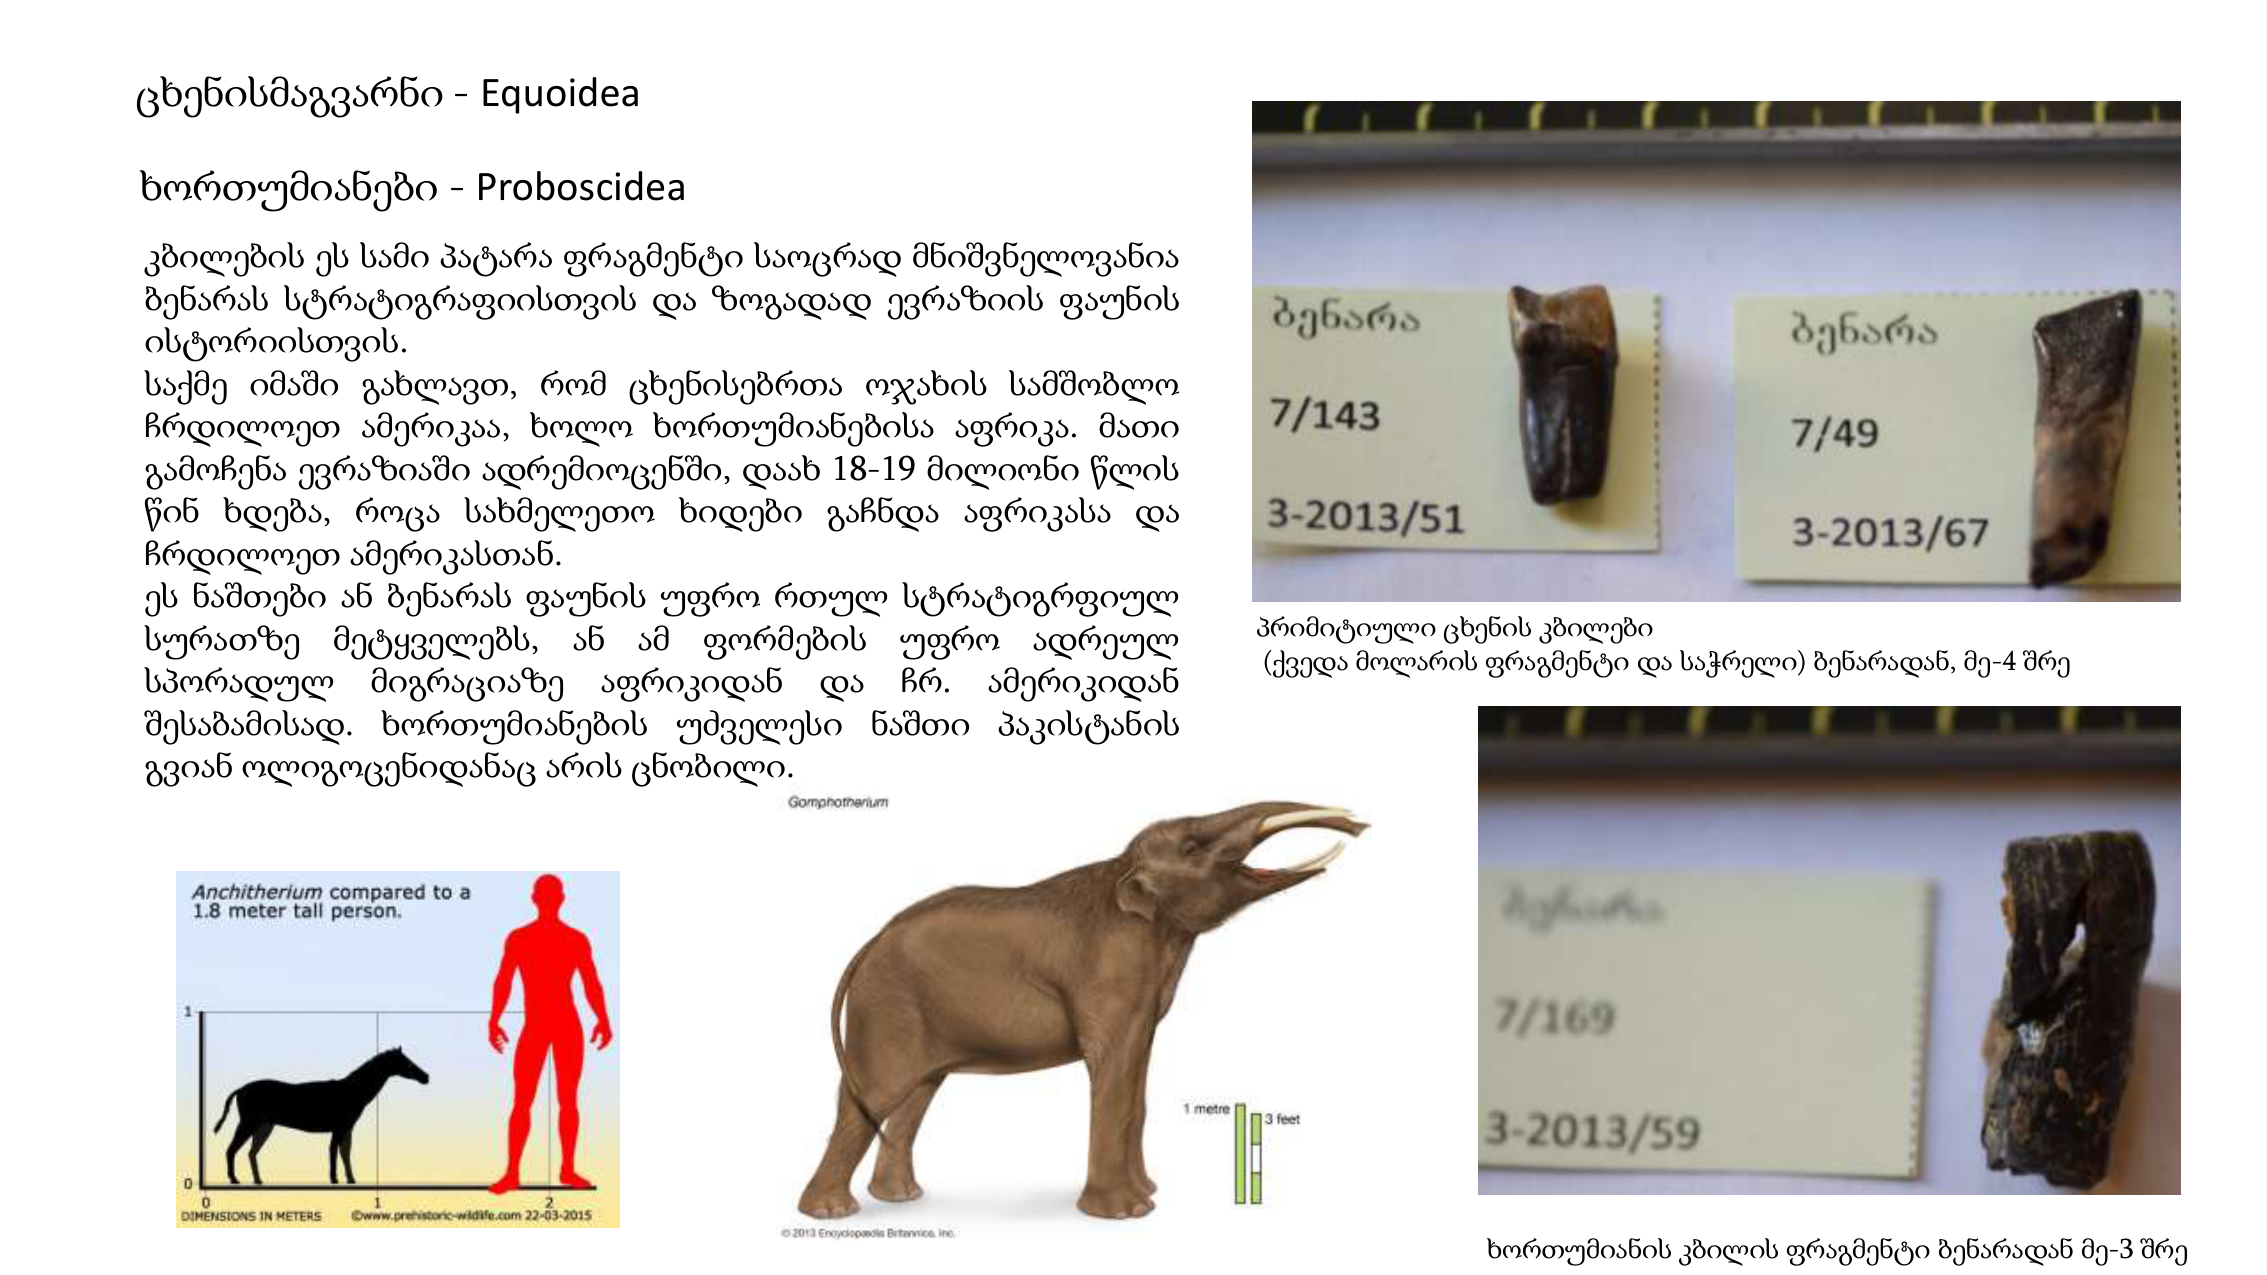 ცხენისმაგვარნი - Equoidea
ხორთუმიანები - Proboscidea
კბილების ეს სამი პატარა ფრაგმენტი საოცრად მნიშვნელოვანია
ბენარას სტრატიგრაფიისთვის და ზოგადად ევრაზიის ფაუნის
ისტორიისთვის.
საქმე იმაში გახლავთ, რომ ცხენისებრთა ოჯახის სამშობლო
ჩრდილოეთ ამერიკაა, ხოლო ხორთუმიანებისა აფრიკა. მათი
გამოჩენა ევრაზიაში ადრემიოცენში, დაახ 18-19 მილიონი წლის
წინ ხდება, როცა სახმელეთო ხიდები გაჩნდა აფრიკასა და
ჩრდილოეთ ამერიკასთან.
ეს ნაშთები ან ბენარას ფაუნის უფრო რთულ სტრატიგრფიულ
სურათზე მეტყველებს, ან ამ ფორმების უფრო ადრეულ
სპორადულ მიგრაციაზე აფრიკიდან და ჩრ. ამერიკიდან
შესაბამისად. ხორთუმიანების უძველესი ნაშთი პაკისტანის
გვიან ოლიგოცენიდანაც არის ცნობილი.
ბენარა
7/143
3-2013/51
ბენარა
7/49
3-2013/67
პრიმიტიული ცხენის კბილები
(ქვედა მოლარის ფრაგმენტი და საჭრელი) ბენარადან, მე-4 შრე
Anchitherium compared to a
1.8 meter tall person.
1
0
0 1 2
DIMENSIONS IN METERS ©www.prehistoric-wildlife.com 22-03-2015
Gomphotherium
1 metre
3 feet
© 2013 Encyclopædia Britannica, Inc.
ბენარა
7/169
3-2013/59
ხორთუმიანის კბილის ფრაგმენტი ბენარადან მე-3 შრე